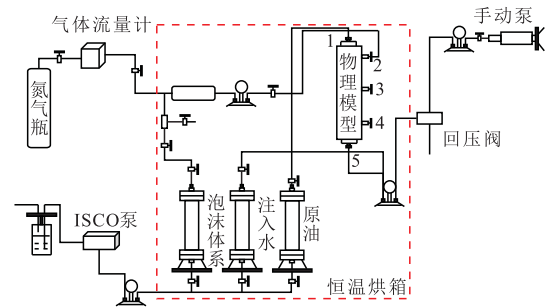 气体流量计
手动泵
氮气瓶
1
物理模型
2
3
4
5
回压阀
ISCO泵
泡沫体系
注入水
原油
恒温烘箱